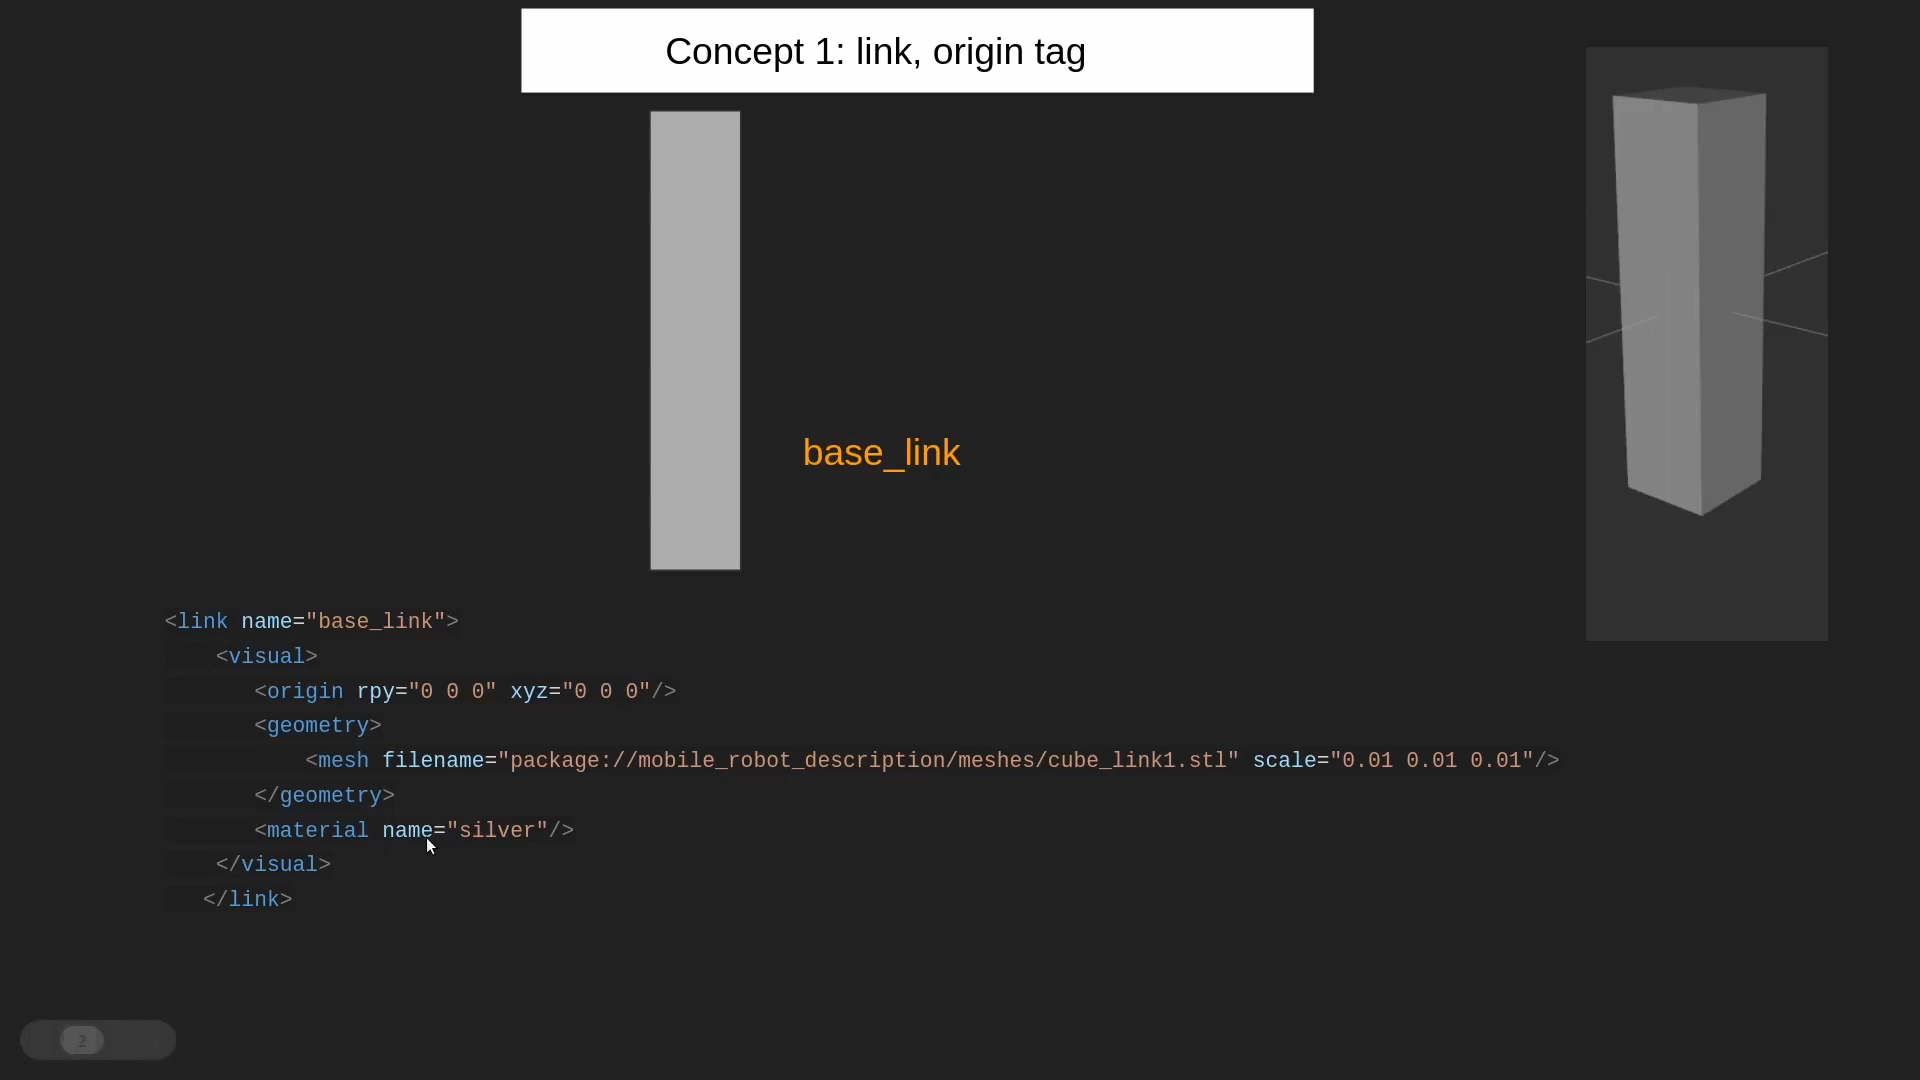 Concept 1: link, origin tag
base_link
<link name="base_link">
<visual>
<origin rpy="0 0 0" xyz="0 0 0"/>
<geometry>
<mesh filename="package://mobile_robot_description/meshes/cube_link1.stl" scale="0.01 0.01 0.01"/>
</geometry>
<material name="silver"/>
</visual>
</link>
2